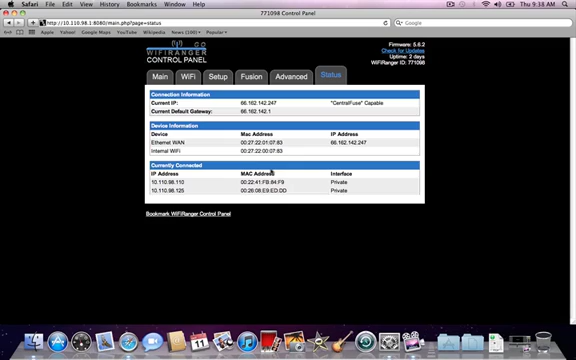 Safari File Edit View History Bookmarks Window Help
Thu 9:38 AM
771098 Control Panel
http://10.110.98.1:8080/main.php?page=status
Google
Apple Yahoo! Google Maps YouTube Wikipedia News (100) Popular
GO
WIFIRANGER
CONTROL PANEL
Firmware: 5.8.2
Check for Updates
Uptime: 2 days
WiFiRanger ID: 771098
Main WiFi Setup Fusion Advanced Status
Connection Information
Current IP: 66.162.142.247 "CentralFuse" Capable
Current Default Gateway: 66.162.142.1
Device Information
Device Mac Address IP Address
Ethernet WAN 00:27:22:01:07:83 66.162.142.247
Internal WiFi 00:27:22:00:07:83
Currently Connected
IP Address MAC Address Interface
10.110.98.110 00:22:41:FB:84:F9 Private
10.110.98.125 00:26:08:E9:ED:DD Private
Bookmark WiFiRanger Control Panel
11